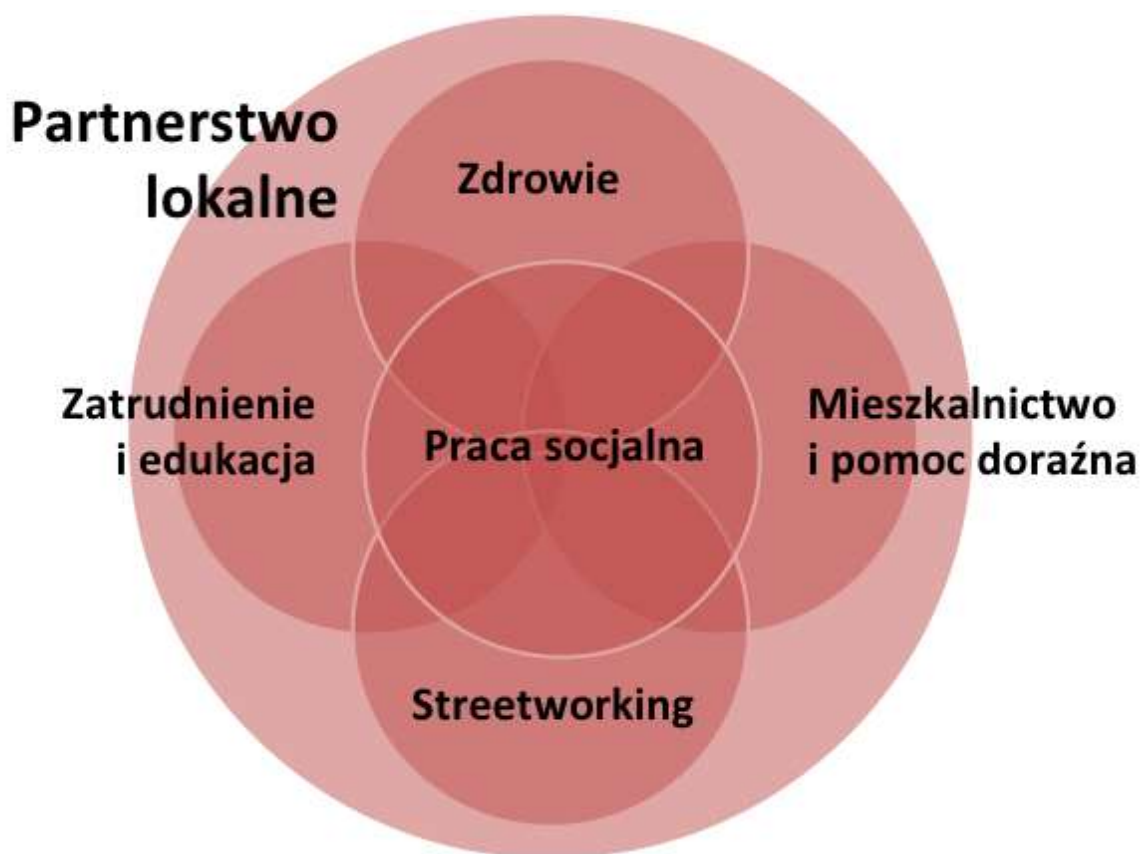 Partnerstwo
lokalne
Zdrowie
Zatrudnienie
i edukacja
Praca socjalna
Mieszkalnictwo
i pomoc doraźna
Streetworking